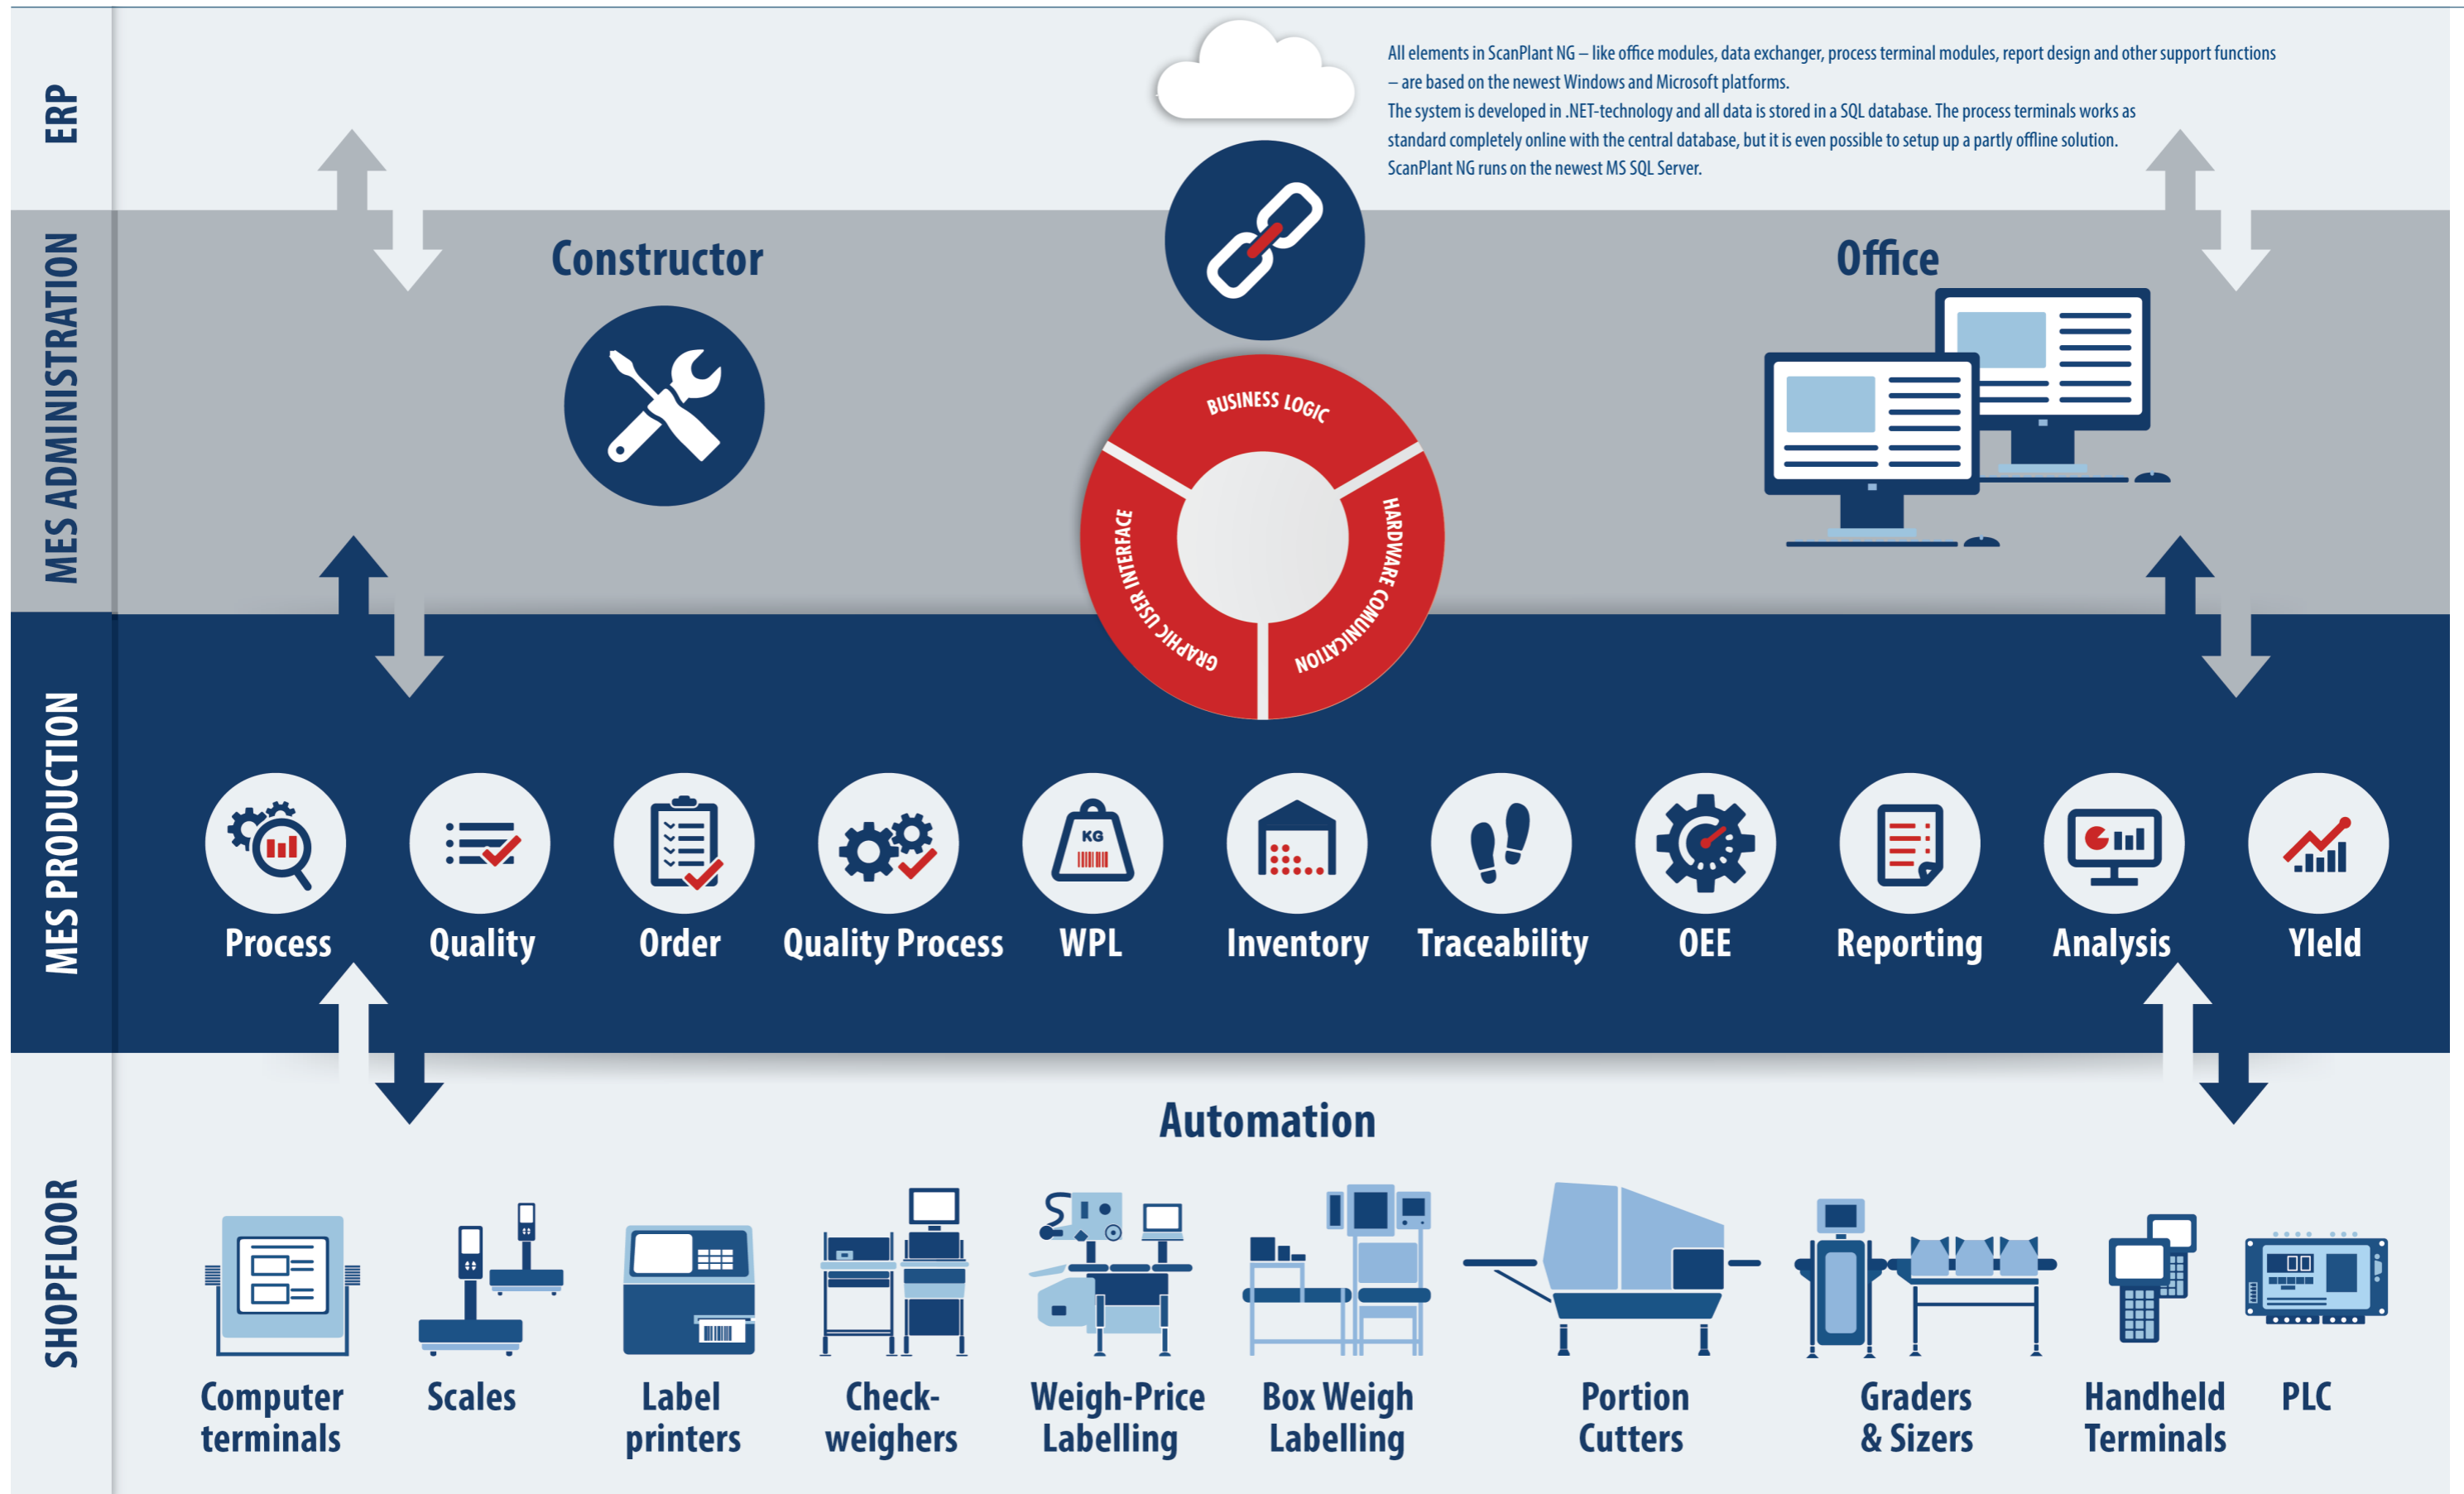 ERP
All elements in ScanPlant NG – like office modules, data exchanger, process terminal modules, report design and other support functions
– are based on the newest Windows and Microsoft platforms.
The system is developed in .NET-technology and all data is stored in a SQL database. The process terminals works as
standard completely online with the central database, but it is even possible to setup up a partly offline solution.
ScanPlant NG runs on the newest MS SQL Server.
MES ADMINISTRATION
Constructor
Office
BUSINESS LOGIC
HARDWARE COMUNICATION
GRAPHIC USER INTERFACE
MES PRODUCTION
KG
Process
Quality
Order
Quality Process
WPL
Inventory
Traceability
OEE
Reporting
Analysis
YIeld
SHOPFLOOR
Automation
Computer
terminals
Scales
Label
printers
Check-
weighers
Weigh-Price
Labelling
Box Weigh
Labelling
Portion
Cutters
Graders
& Sizers
Handheld
Terminals
PLC